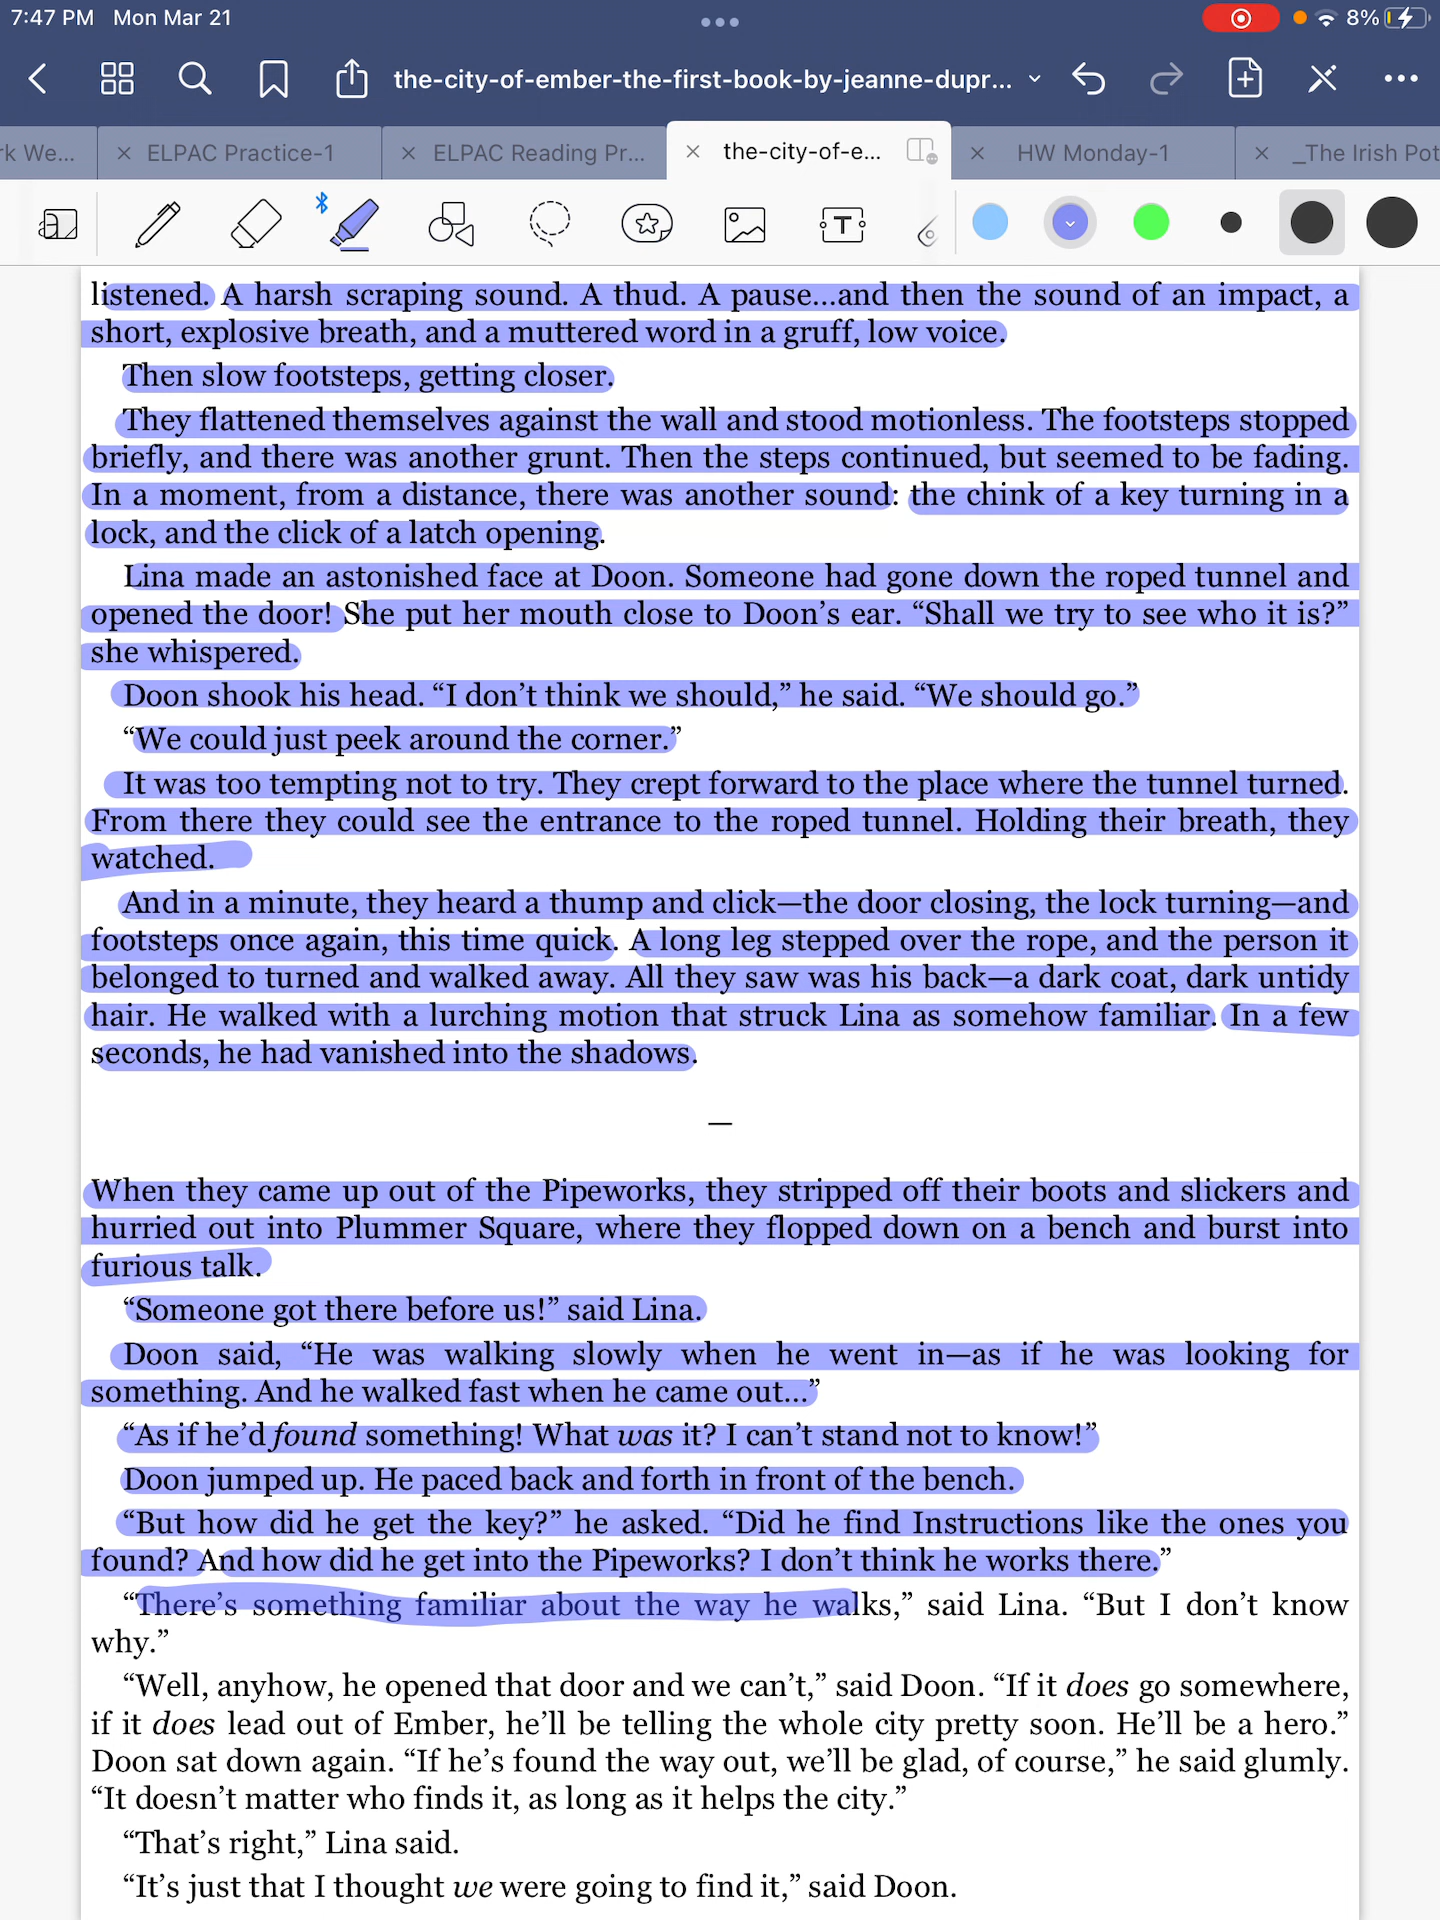 7:47 PM Mon Mar 21
8%
the-city-of-ember-the-first-book-by-jeanne-dupr...
rk We...
ELPAC Practice-1
ELPAC Reading Pr...
the-city-of-e...
HW Monday-1
_The Irish Pot
T
listened. A harsh scraping sound. A thud. A pause...and then the sound of an impact, a
short, explosive breath, and a muttered word in a gruff, low voice.
Then slow footsteps, getting closer.
They flattened themselves against the wall and stood motionless. The footsteps stopped
briefly, and there was another grunt. Then the steps continued, but seemed to be fading.
In a moment, from a distance, there was another sound: the chink of a key turning in a
lock, and the click of a latch opening.
Lina made an astonished face at Doon. Someone had gone down the roped tunnel and
opened the door! She put her mouth close to Doon’s ear. “Shall we try to see who it is?”
she whispered.
Doon shook his head. “I don’t think we should,” he said. “We should go.”
“We could just peek around the corner.”
It was too tempting not to try. They crept forward to the place where the tunnel turned.
From there they could see the entrance to the roped tunnel. Holding their breath, they
watched.
And in a minute, they heard a thump and click—the door closing, the lock turning—and
footsteps once again, this time quick. A long leg stepped over the rope, and the person it
belonged to turned and walked away. All they saw was his back—a dark coat, dark untidy
hair. He walked with a lurching motion that struck Lina as somehow familiar. In a few
seconds, he had vanished into the shadows.
—
When they came up out of the Pipeworks, they stripped off their boots and slickers and
hurried out into Plummer Square, where they flopped down on a bench and burst into
furious talk.
“Someone got there before us!” said Lina.
Doon said, “He was walking slowly when he went in—as if he was looking for
something. And he walked fast when he came out...”
“As if he’d found something! What was it? I can’t stand not to know!”
Doon jumped up. He paced back and forth in front of the bench.
“But how did he get the key?” he asked. “Did he find Instructions like the ones you
found? And how did he get into the Pipeworks? I don’t think he works there.”
“There’s something familiar about the way he walks,” said Lina. “But I don’t know
why.”
“Well, anyhow, he opened that door and we can’t,” said Doon. “If it does go somewhere,
if it does lead out of Ember, he’ll be telling the whole city pretty soon. He’ll be a hero.”
Doon sat down again. “If he’s found the way out, we’ll be glad, of course,” he said glumly.
“It doesn’t matter who finds it, as long as it helps the city.”
“That’s right,” Lina said.
“It’s just that I thought we were going to find it,” said Doon.